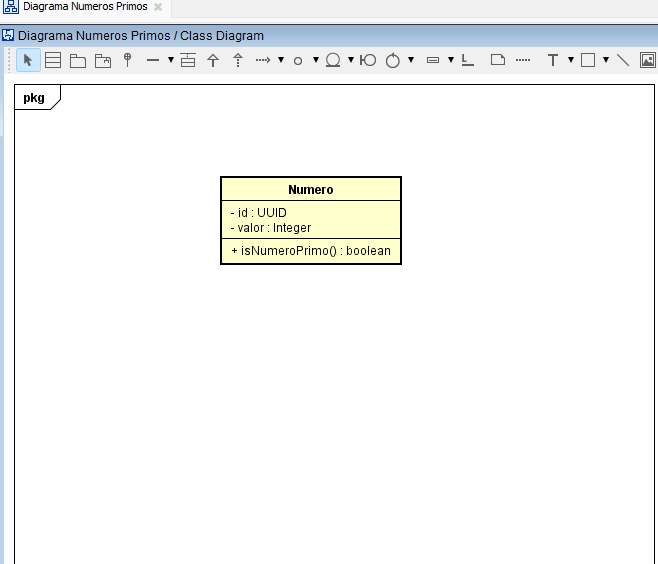 Diagrama Numeros Primos
Diagrama Numeros Primos / Class Diagram
T
pkg
Numero
- id : UUID
- valor : Integer
+ isNumeroPrimo() : boolean